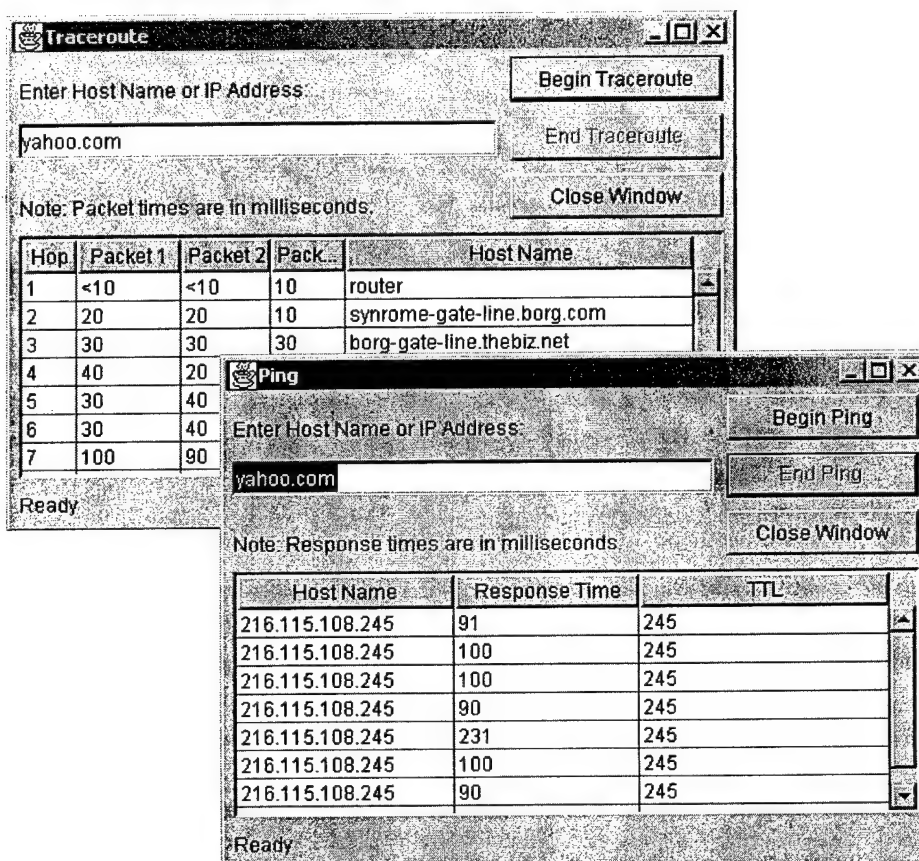 Traceroute
Enter Host Name or IP Address:
Begin Traceroute
yahoo.com
End Traceroute
Close Window
Note: Packet times are in milliseconds.
Hop Packet 1 Packet 2 Pack... Host Name
1 <10 <10 10 router
2 20 20 10 synrome-gate-line.borg.com
3 30 30 30 borg-gate-line.thebiz.net
4 40 20
5 30 40
6 30 40
7 100 90
Ready
Ping
Enter Host Name or IP Address:
Begin Ping
yahoo.com
End Ping
Close Window
Note: Response times are in milliseconds.
Host Name Response Time TTL
216.115.108.245 91 245
216.115.108.245 100 245
216.115.108.245 100 245
216.115.108.245 90 245
216.115.108.245 231 245
216.115.108.245 100 245
216.115.108.245 90 245
Ready